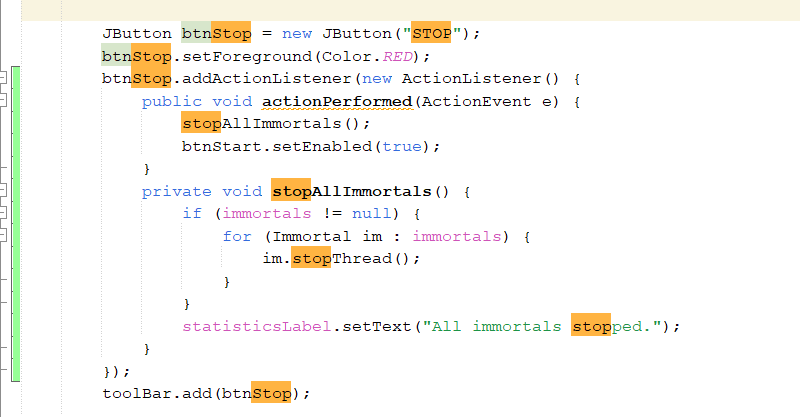 JButton btnStop = new JButton("STOP");
btnStop.setForeground(Color.RED);
btnStop.addActionListener(new ActionListener() {
public void actionPerformed(ActionEvent e) {
stopAllImmortals();
btnStart.setEnabled(true);
}
private void stopAllImmortals() {
if (immortals != null) {
for (Immortal im : immortals) {
im.stopThread();
}
}
statisticsLabel.setText("All immortals stopped.");
}
});
toolBar.add(btnStop);